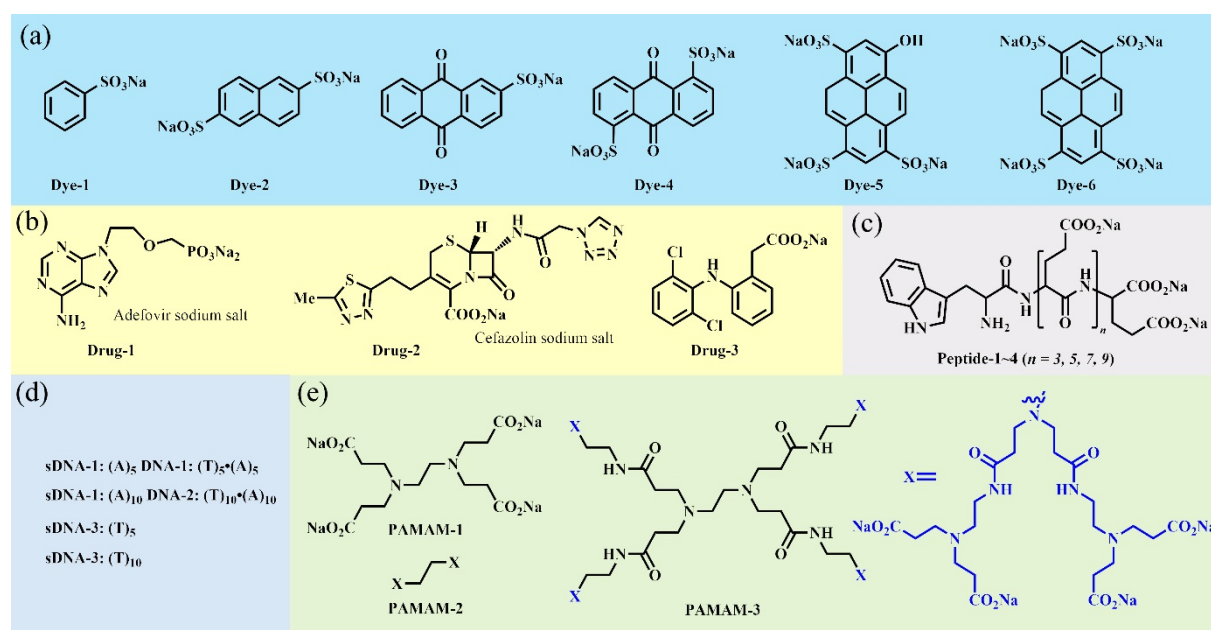 (a)
SO₃Na
Dye-1
SO₃Na
NaO₃S
Dye-2
O
SO₃Na
O
Dye-3
O
SO₃Na
NaO₃S
O
Dye-4
NaO₃S
OH
NaO₃S
SO₃Na
Dye-5
NaO₃S
SO₃Na
NaO₃S
SO₃Na
Dye-6
(b)
N
N
O
PO₃Na₂
N
N
N
NH₂
Adefovir sodium salt
Drug-1
H
H
N
S
N
N
O
N
N
S
N
O
Me
N
N
COO₂Na
Cefazolin sodium salt
Drug-2
COO₂Na
Cl
H
N
Cl
Drug-3
(c)
COO₂Na
O
H
N
COO₂Na
N
H
HN
NH₂
O
n
COO₂Na
Peptide-1~4 (n = 3, 5, 7, 9)
(d)
sDNA-1: (A)₅ DNA-1: (T)₅•(A)₅
sDNA-1: (A)₁₀ DNA-2: (T)₁₀•(A)₁₀
sDNA-3: (T)₅
sDNA-3: (T)₁₀
(e)
CO₂Na
NaO₂C
N
N
NaO₂C
CO₂Na
PAMAM-1
X
X
PAMAM-2
X
X
O
HN
NH
O
N
N
O
NH
HN
O
X
X
PAMAM-3
X=
N
O
O
NH
HN
NaO₂C
N
N
CO₂Na
CO₂Na
CO₂Na